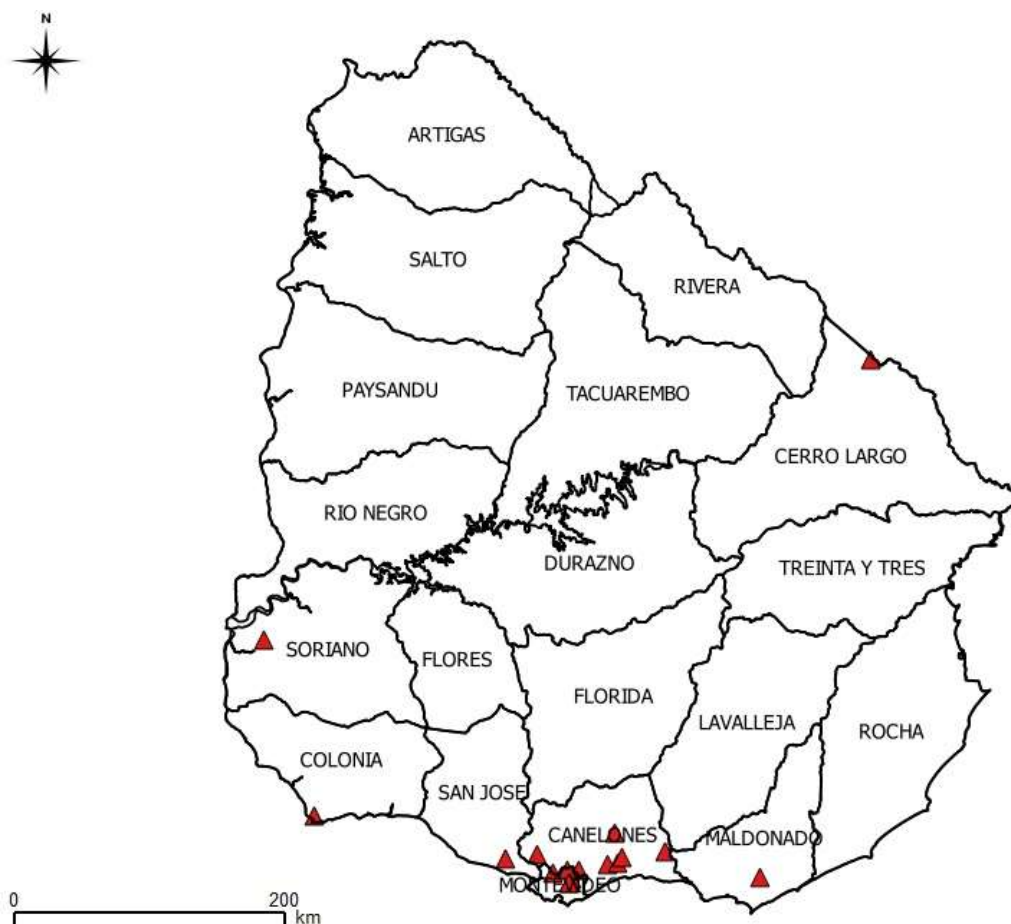 N
ARTIGAS
SALTO
RIVERA
PAYSANDU
TACUAREMBO
CERRO LARGO
RIO NEGRO
DURAZNO
TREINTA Y TRES
SORIANO
FLORES
FLORIDA
LAVALLEJA
ROCHA
COLONIA
SAN JOSE
CANELONES
MALDONADO
MONTEVIDEO
0 200
km